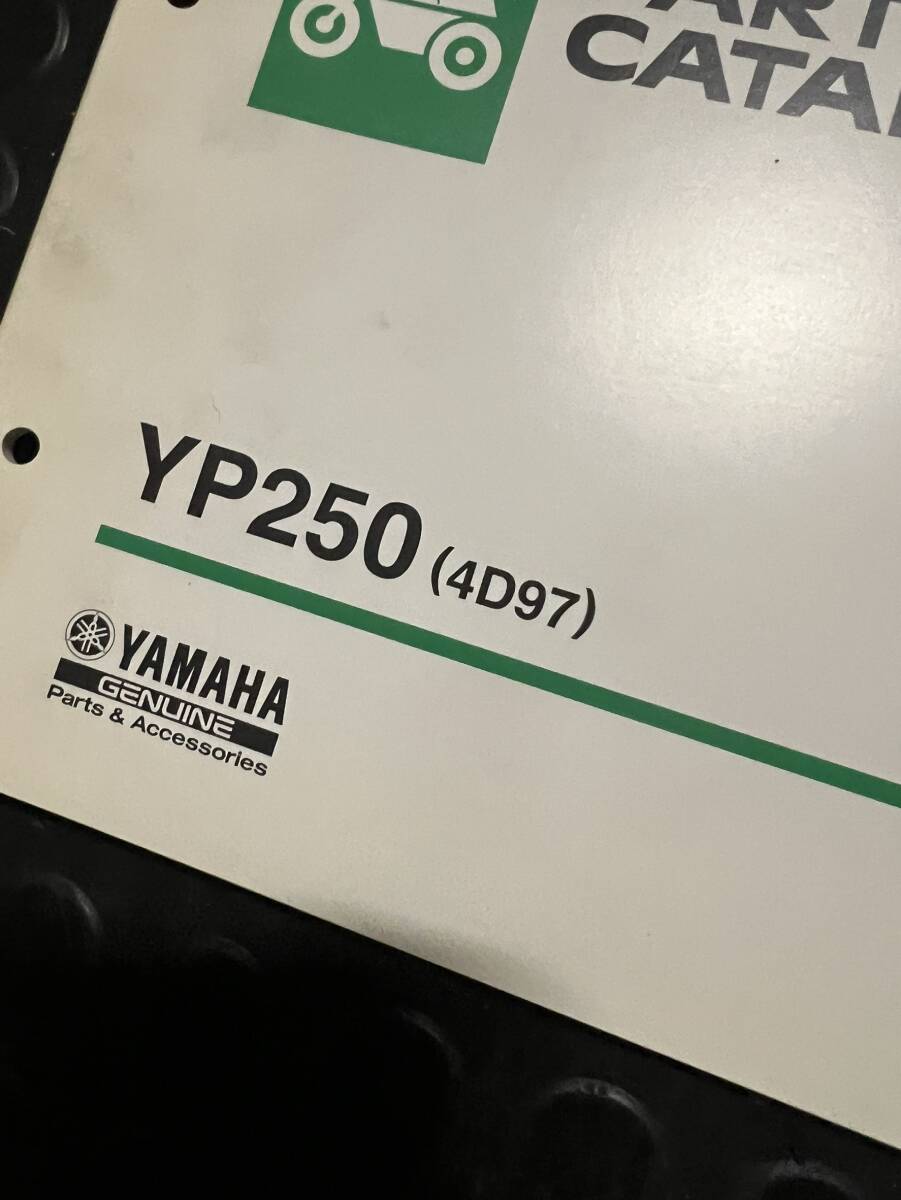 YP250 (4D97)
YAMAHA
GENUINE
Parts & Accessories